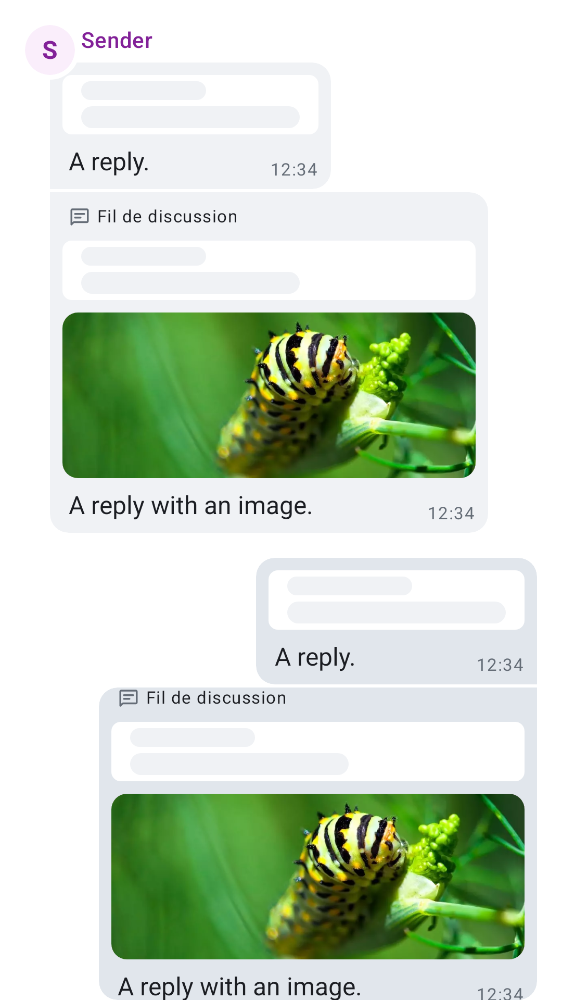 S
Sender
A reply.
12:34
Fil de discussion
A reply with an image.
12:34
A reply.
12:34
Fil de discussion
A reply with an image.
12:34